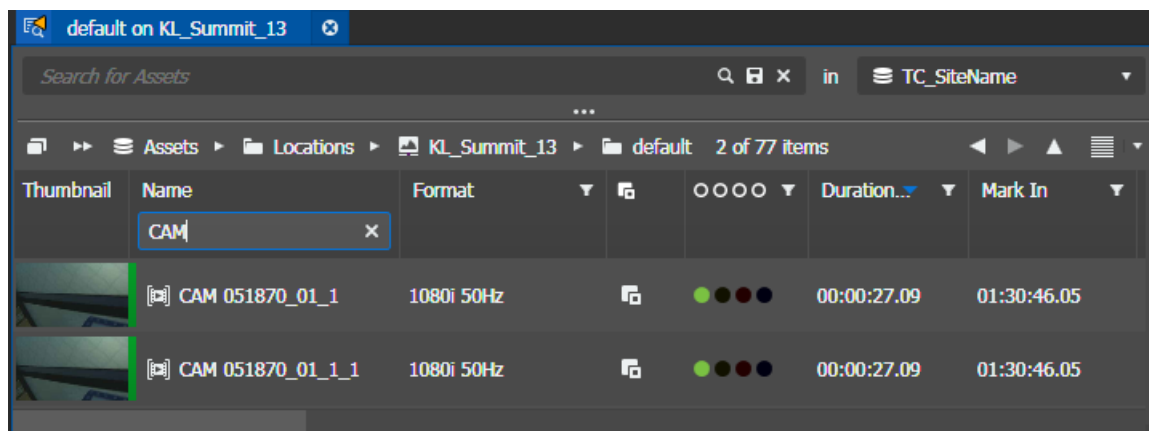 default on KL_Summit_13
Search for Assets in TC_SiteName
Assets Locations KL_Summit_13 default 2 of 77 items
Thumbnail Name Format Duration... Mark In
CAM
CAM 051870_01_1 1080i 50Hz 00:00:27.09 01:30:46.05
CAM 051870_01_1_1 1080i 50Hz 00:00:27.09 01:30:46.05